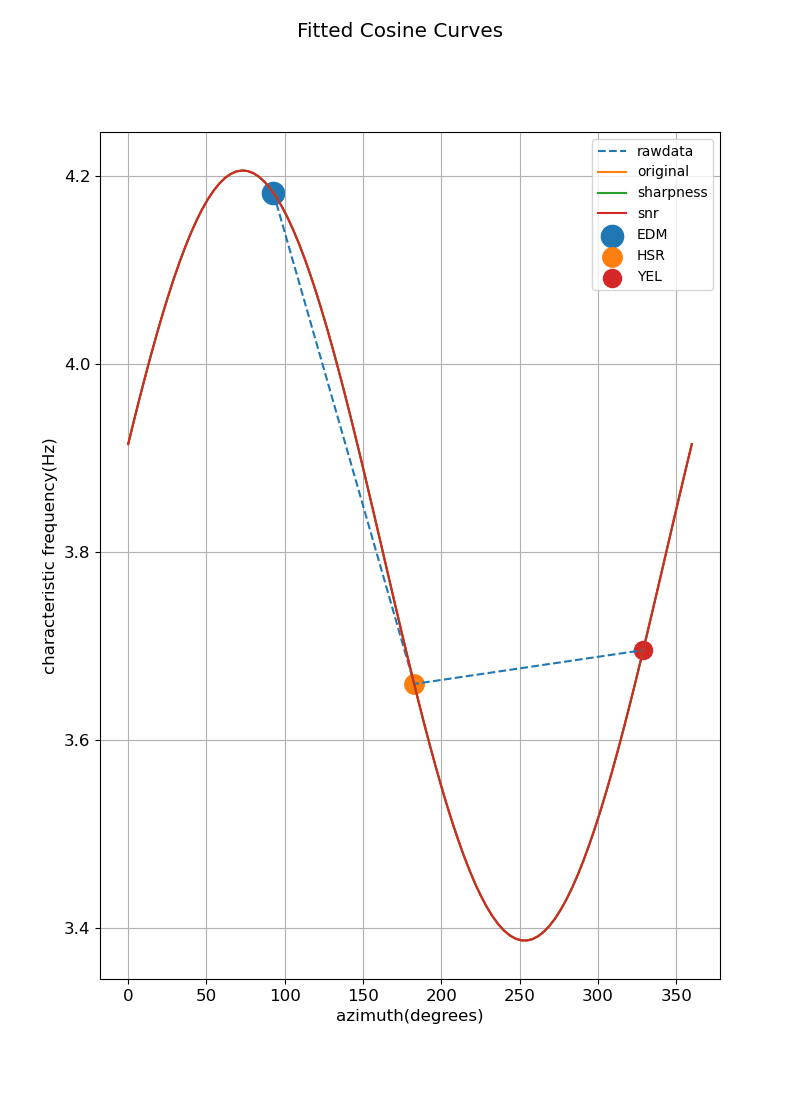 Fitted Cosine Curves
rawdata
original
sharpness
snr
EDM
HSR
YEL
characteristic frequency(Hz)
4.2
4.0
3.8
3.6
3.4
0 50 100 150 200 250 300 350
azimuth(degrees)